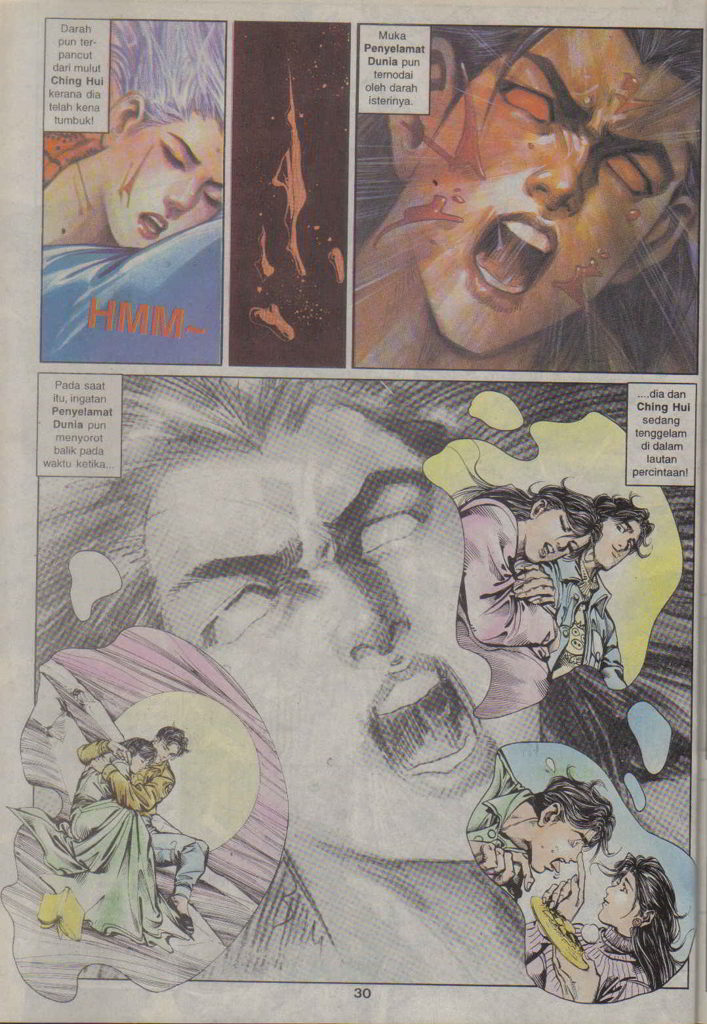 Darah
pun ter-
pancut
dari mulut
Ching Hui
kerana dia
telah kena
tumbuk!
HMM~
Muka
Penyelamat
Dunia pun
ternodai
oleh darah
isterinya.
Pada saat
itu, ingatan
Penyelamat
Dunia pun
menyorot
balik pada
waktu ketika...
....dia dan
Ching Hui
sedang
tenggelam
di dalam
lautan
percintaan!
30